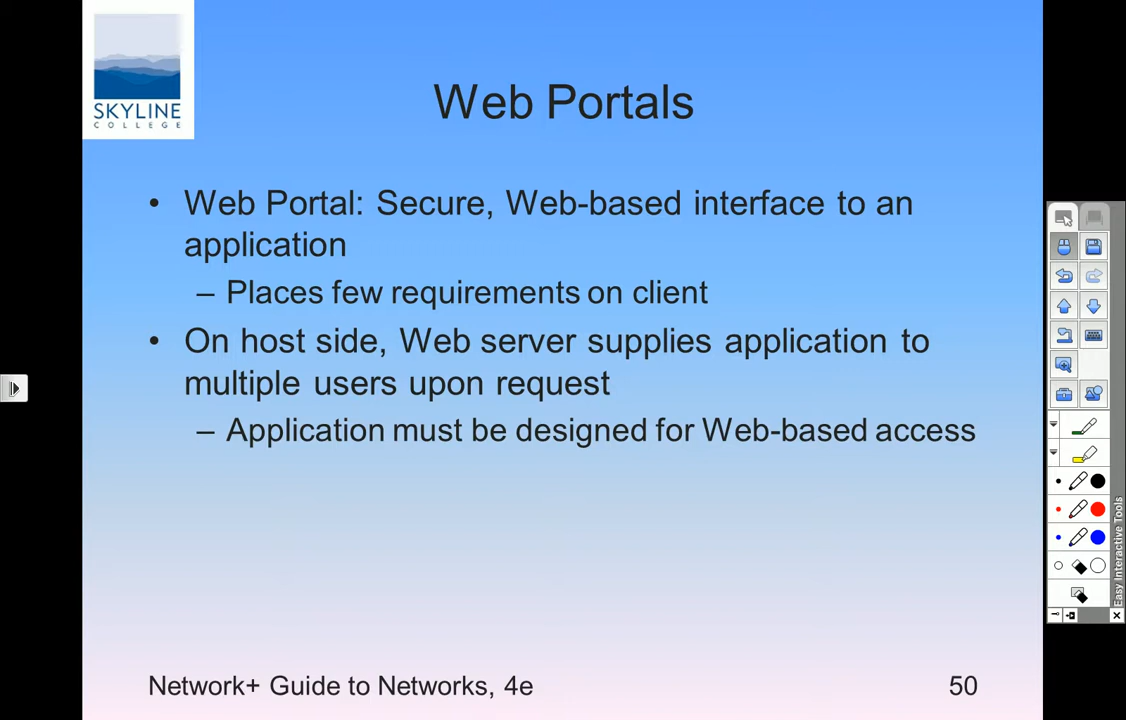 SKYLINE
COLLEGE
Web Portals
• Web Portal: Secure, Web-based interface to an
application
– Places few requirements on client
• On host side, Web server supplies application to
multiple users upon request
– Application must be designed for Web-based access
Network+ Guide to Networks, 4e
50
Easy Interactive Tools